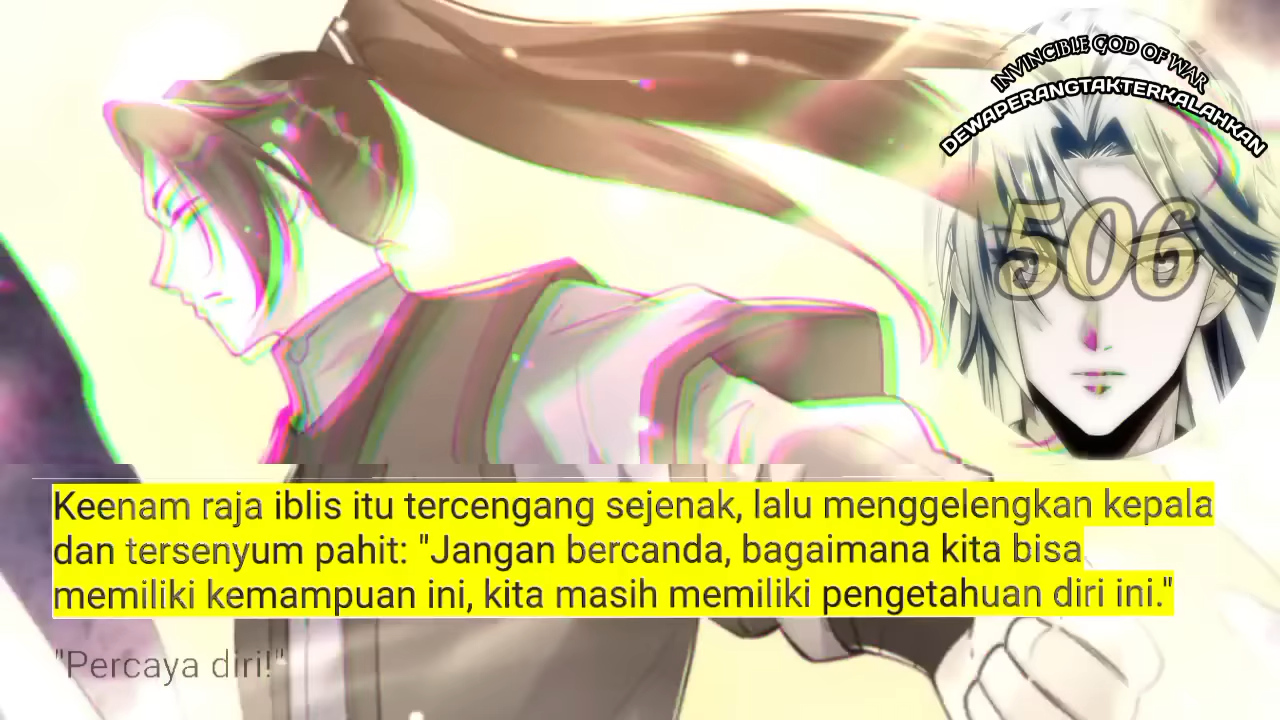 INVINCIBLE GOD OF WAR
DEWAPERANGTAKTERKALAHKAN
506
Keenam raja iblis itu tercengang sejenak, lalu menggelengkan kepala
dan tersenyum pahit: "Jangan bercanda, bagaimana kita bisa
memiliki kemampuan ini, kita masih memiliki pengetahuan diri ini."
"Percaya diri!"